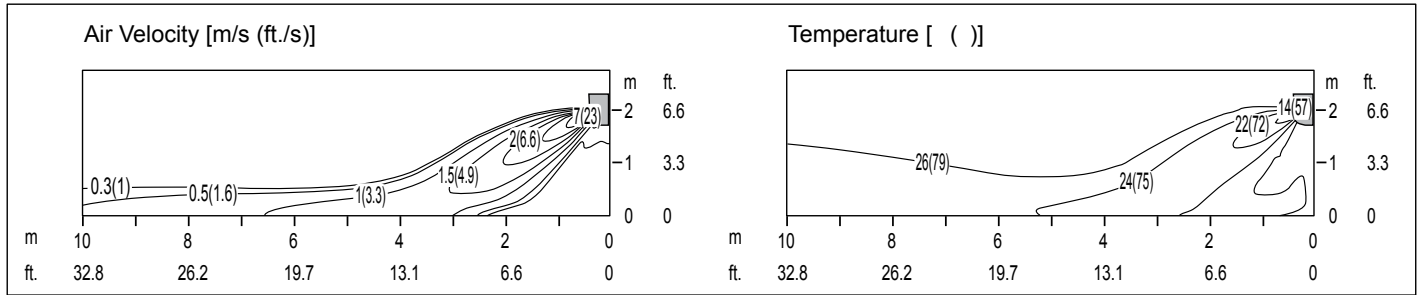 Air Velocity [m/s (ft./s)]
m ft.
7(23)
2 6.6
2(6.6)
1 3.3
1.5(4.9)
0.3(1)
0.5(1.6)
1(3.3)
0 0
m 10 8 6 4 2 0
ft. 32.8 26.2 19.7 13.1 6.6 0
Temperature [ ( )]
m ft.
14(57)
2 6.6
22(72)
26(79)
1 3.3
24(75)
0 0
m 10 8 6 4 2 0
ft. 32.8 26.2 19.7 13.1 6.6 0